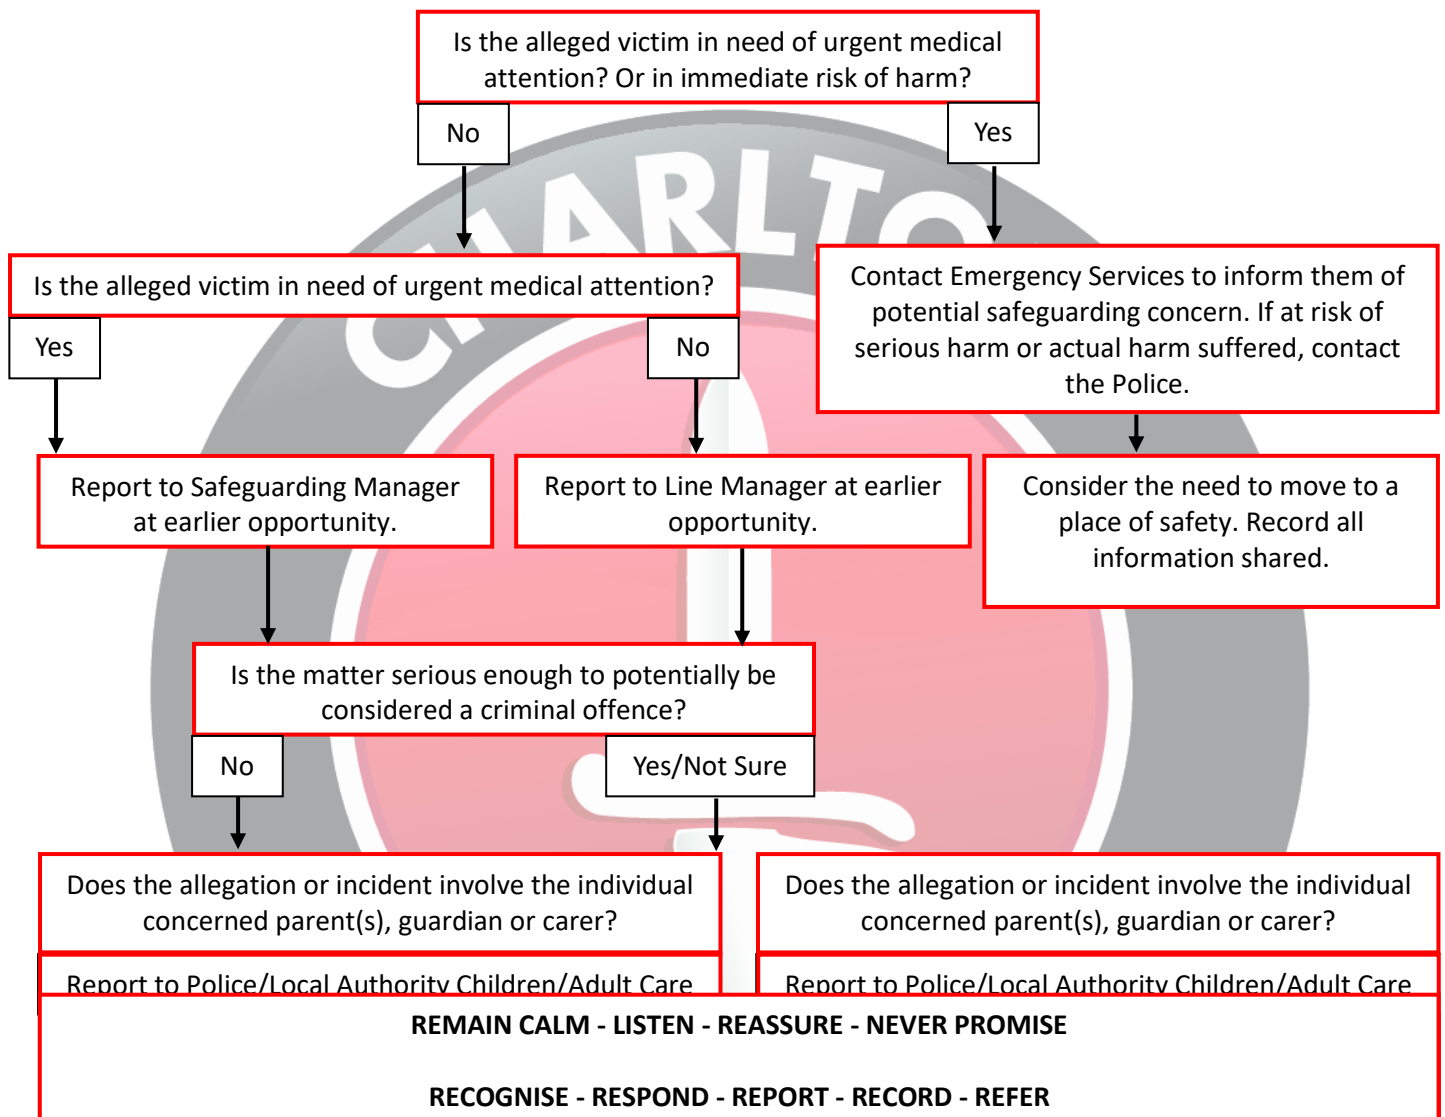 Is the alleged victim in need of urgent medical
attention? Or in immediate risk of harm?
No
Yes
CHARLTO
Is the alleged victim in need of urgent medical attention?
Contact Emergency Services to inform them of
potential safeguarding concern. If at risk of
serious harm or actual harm suffered, contact
the Police.
Yes
No
Report to Safeguarding Manager
at earlier opportunity.
Report to Line Manager at earlier
opportunity.
Consider the need to move to a
place of safety. Record all
information shared.
Is the matter serious enough to potentially be
considered a criminal offence?
No
Yes/Not Sure
Does the allegation or incident involve the individual
concerned parent(s), guardian or carer?
Does the allegation or incident involve the individual
concerned parent(s), guardian or carer?
Report to Police/Local Authority Children/Adult Care
Report to Police/Local Authority Children/Adult Care
REMAIN CALM - LISTEN - REASSURE - NEVER PROMISE
RECOGNISE - RESPOND - REPORT - RECORD - REFER